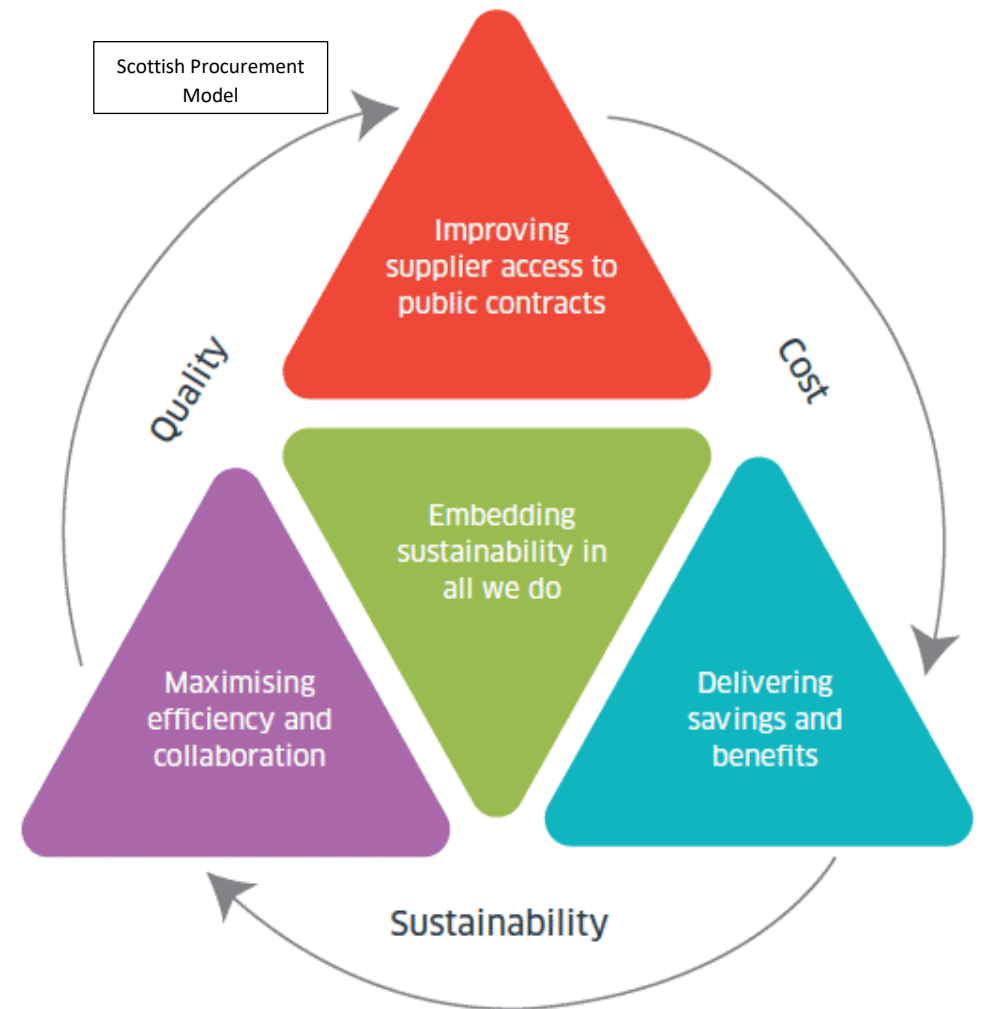 Scottish Procurement
Model
Improving
supplier access to
public contracts
Quality
Cost
Embedding
sustainability in
all we do
Maximising
efficiency and
collaboration
Delivering
savings and
benefits
Sustainability